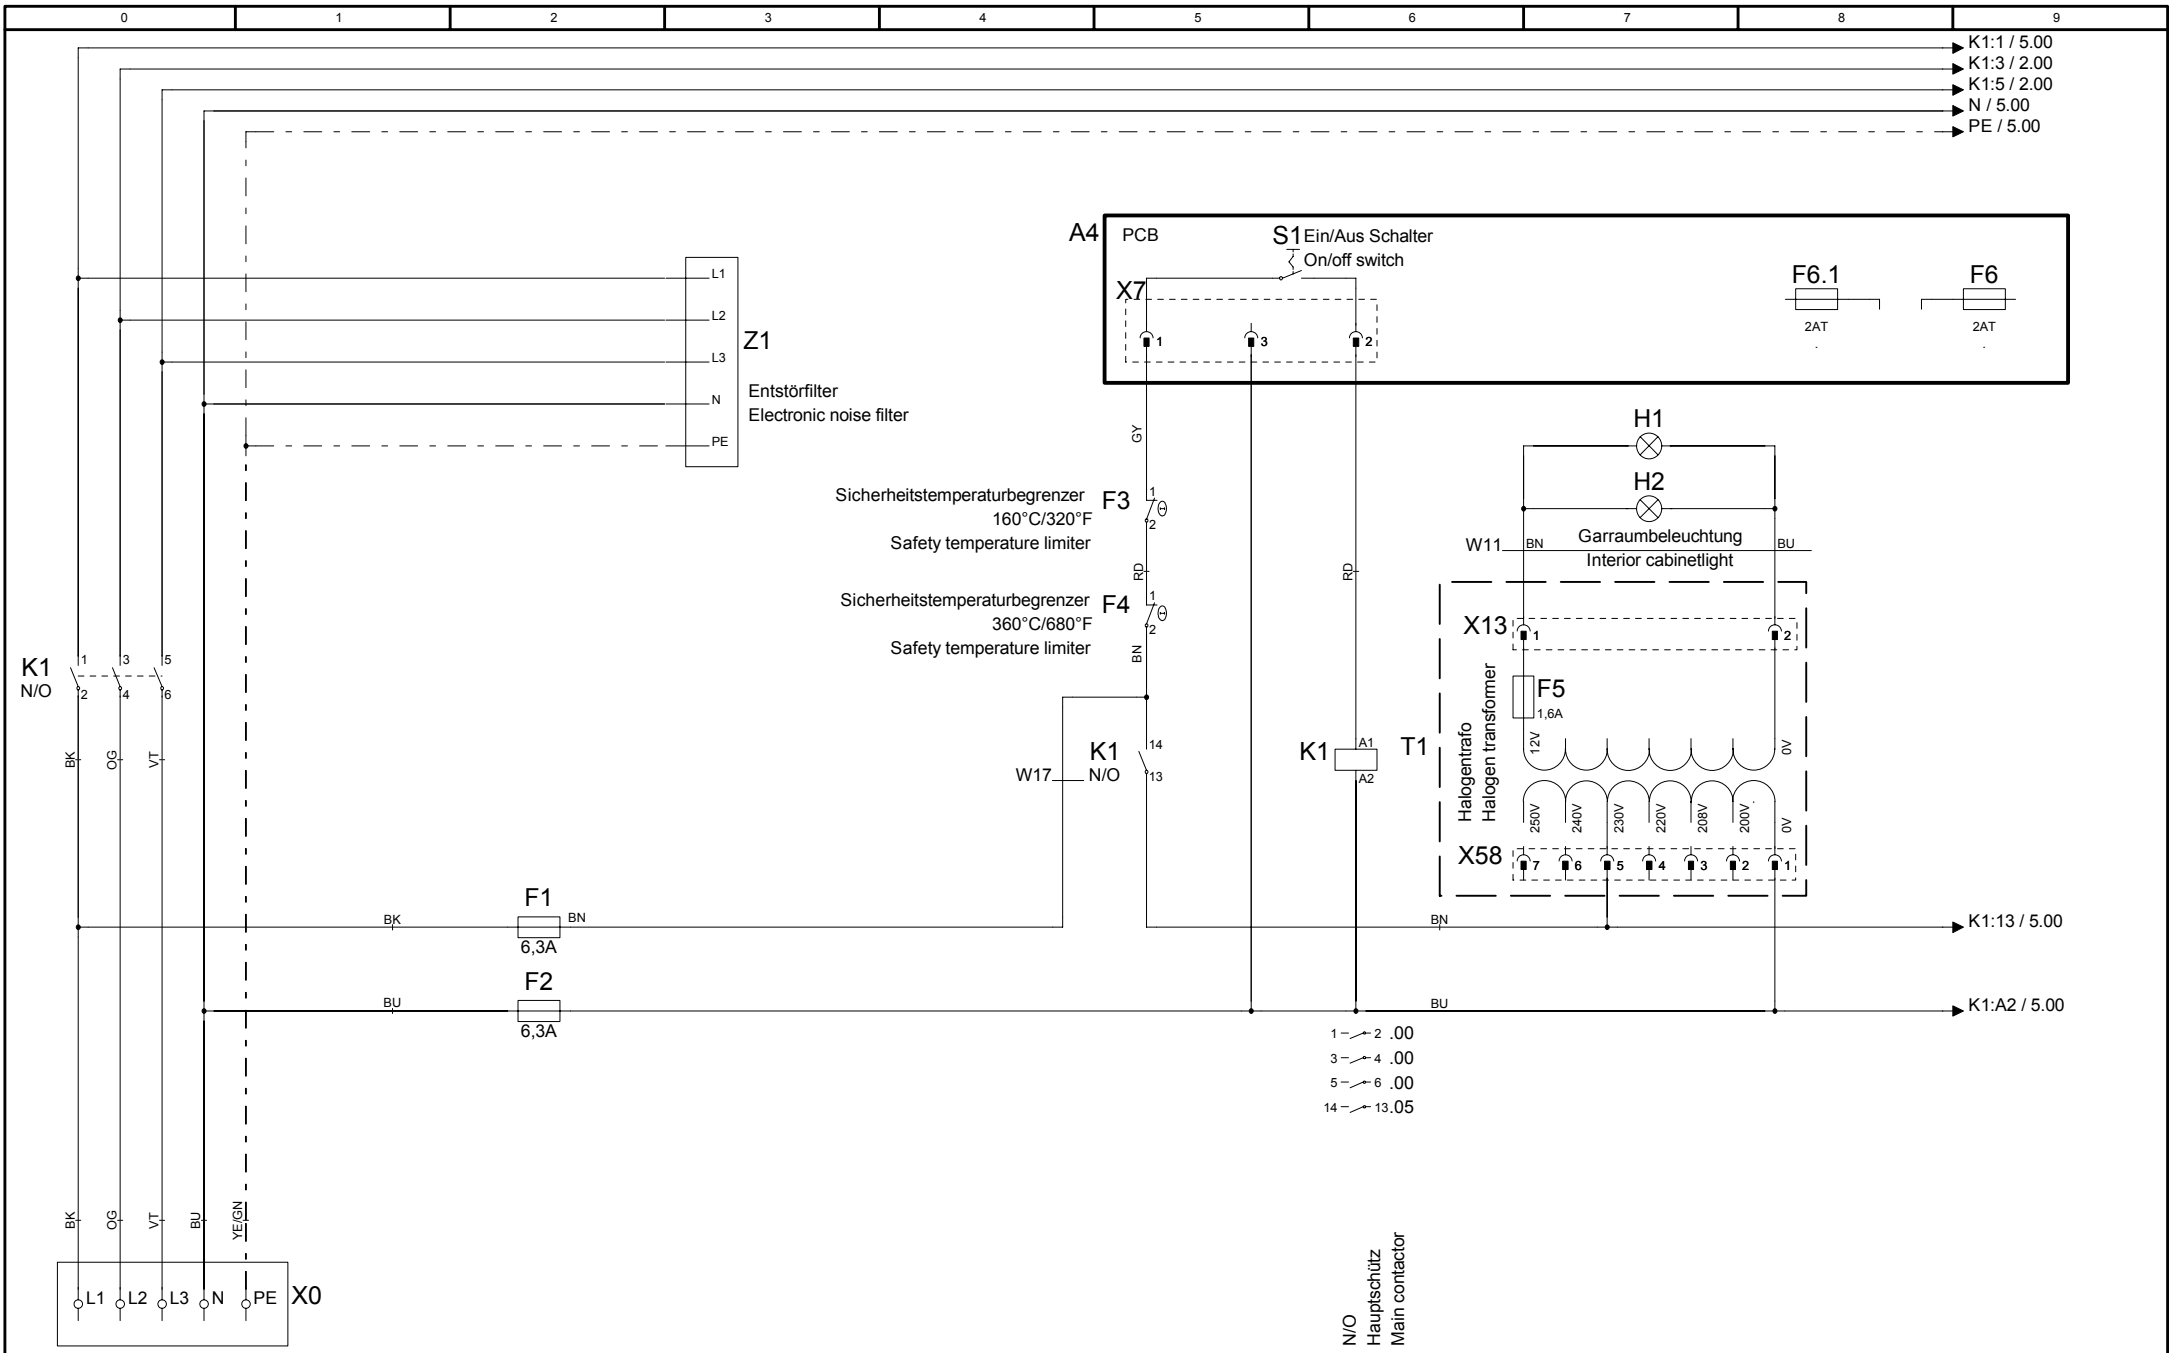 0 1 2 3 4 5 6 7 8 9
K1:1 / 5.00
K1:3 / 2.00
K1:5 / 2.00
N / 5.00
PE / 5.00
A4 PCB
S1 Ein/Aus Schalter
On/off switch
X7
1 3 2
F6.1
2AT
F6
2AT
L1
L2
L3
N
PE
Z1
Entstörfilter
Electronic noise filter
GY
Sicherheitstemperaturbegrenzer
160°C/320°F
Safety temperature limiter
F3
1
2
RD
RD
Sicherheitstemperaturbegrenzer
360°C/680°F
Safety temperature limiter
F4
1
2
BN
H1
H2
Garraumbeleuchtung
Interior cabinetlight
W11 BN BU
X13 1 2
F5
1,6A
12V 0V
T1
Halogentrafo
Halogen transformer
250V 240V 230V 220V 208V 200V 0V
X58 7 6 5 4 3 2 1
K1
N/O
1 3 5
2 4 6
BK OG VT
W17
K1
N/O
14
13
K1
A1
A2
F1
BK BN
6,3A
BN
K1:13 / 5.00
F2
BU
6,3A
BU
K1:A2 / 5.00
1 2 .00
3 4 .00
5 6 .00
14 13 .05
BK OG VT BU YE/GN
L1 L2 L3 N PE X0
N/O
Hauptschütz
Main contactor